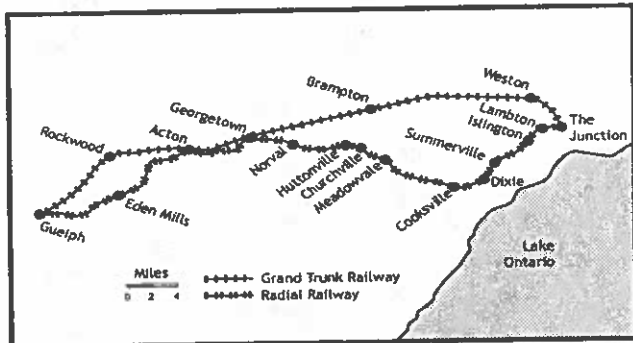 Weston
Brampton
Lambton
Islington
The
Junction
Georgetown
Acton
Rockwood
Summerville
Norval
Huttonville
Churchville
Meadowvale
Dixie
Cooksville
Eden Mills
Guelph
Lake
Ontario
Miles
0 2 4
Grand Trunk Railway
Radial Railway